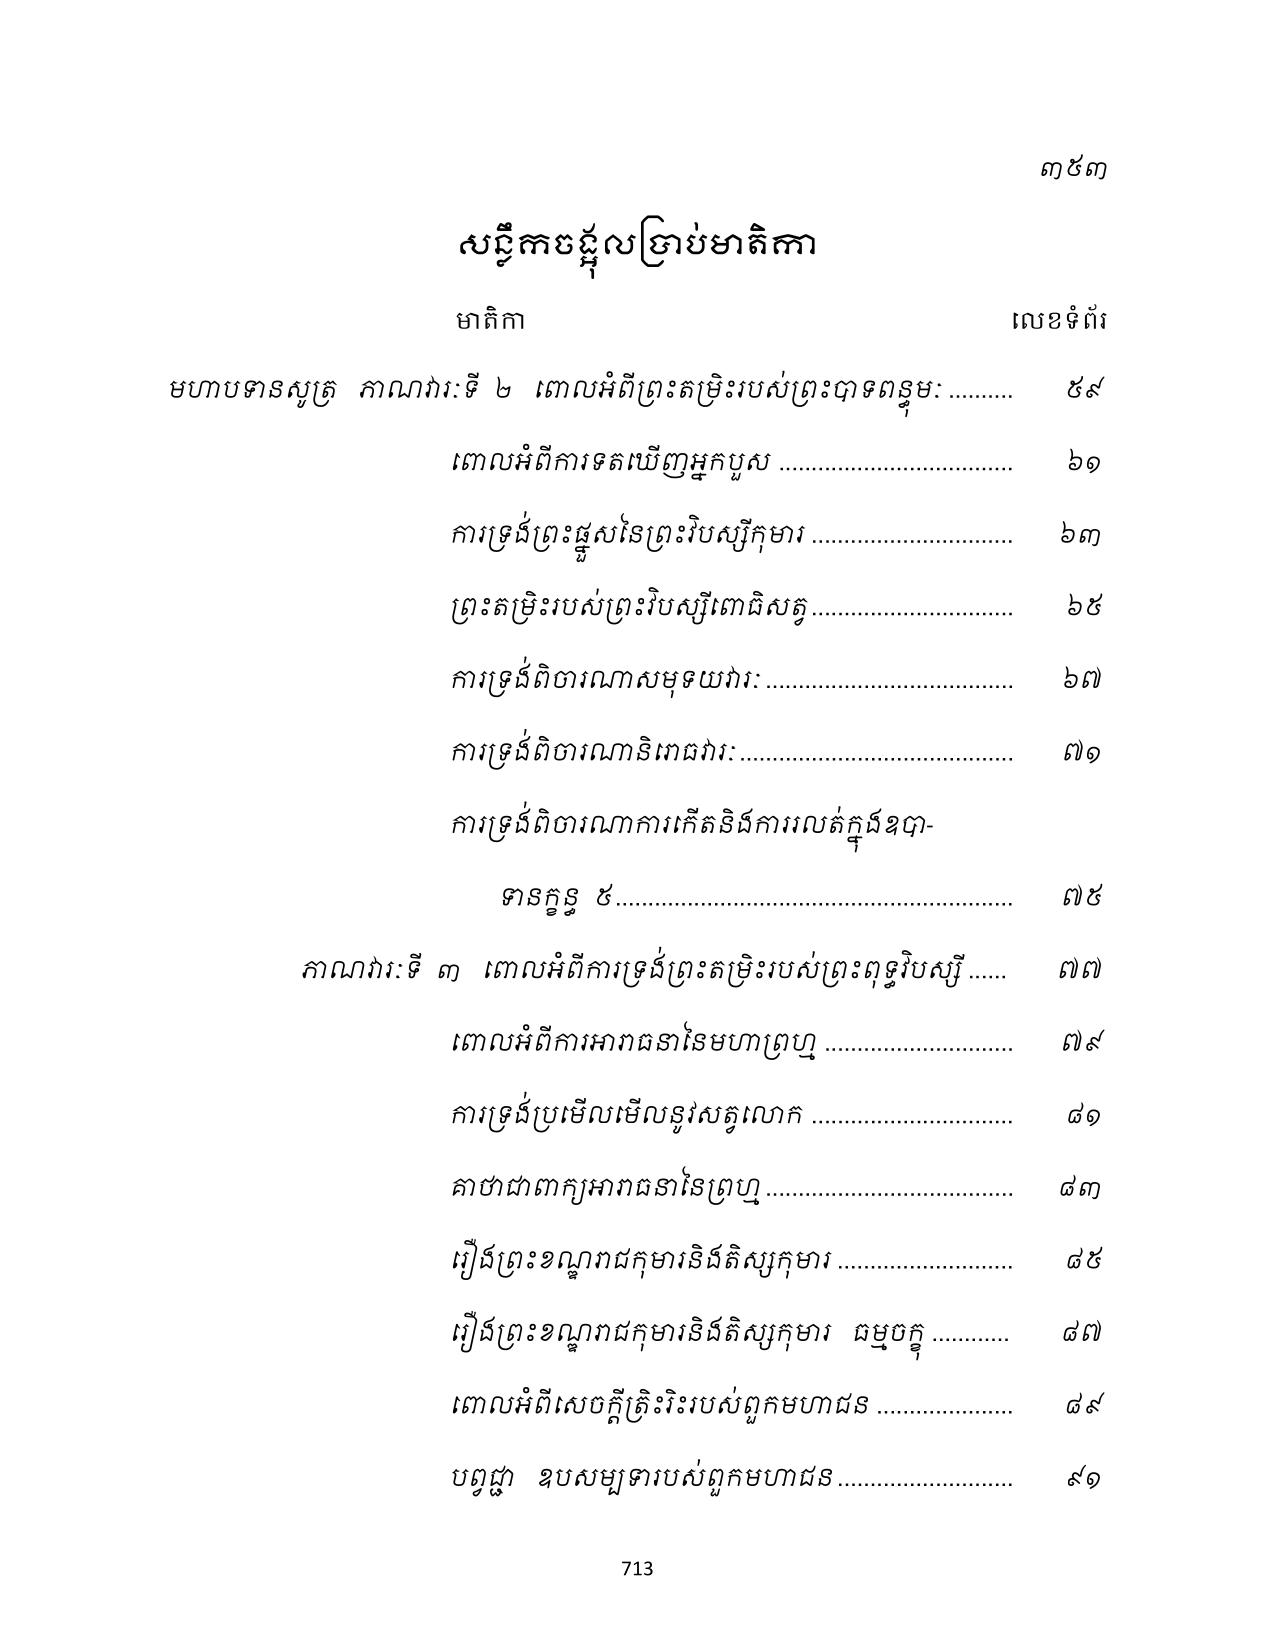 ៣៥៣
សន្លឹកចង្អុលប្រាប់មាតិកា
មាតិកា លេខទំព័រ
មហាបទានសូត្រ ភាណវារៈទី ២ ពោលអំពីព្រះតម្រិះរបស់ព្រះបាទពន្ធុមៈ .......... ៥៩
ពោលអំពីការទតឃើញអ្នកបួស .................................... ៦១
ការទ្រង់ព្រះផ្នួសនៃព្រះវិបស្សីកុមារ ............................... ៦៣
ព្រះតម្រិះរបស់ព្រះវិបស្សីពោធិសត្វ ............................... ៦៥
ការទ្រង់ពិចារណាសមុទយវារៈ ...................................... ៦៧
ការទ្រង់ពិចារណានិរោធវារៈ .......................................... ៧១
ការទ្រង់ពិចារណាការកើតនិងការរលត់ក្នុងឧបា-
ទានក្ខន្ធ ៥ ............................................................. ៧៥
ភាណវារៈទី ៣ ពោលអំពីការទ្រង់ព្រះតម្រិះរបស់ព្រះពុទ្ធវិបស្សី ...... ៧៧
ពោលអំពីការអារាធនានៃមហាព្រហ្ម ............................. ៧៩
ការទ្រង់ប្រមើលមើលនូវសត្វលោក ............................... ៨១
គាថាជាពាក្យអារាធនានៃព្រហ្ម ...................................... ៨៣
រឿងព្រះខណ្ឌរាជកុមារនិងតិស្សកុមារ ........................... ៨៥
រឿងព្រះខណ្ឌរាជកុមារនិងតិស្សកុមារ ធម្មចក្ខុ ............ ៨៧
ពោលអំពីសេចក្តីត្រិះរិះរបស់ពួកមហាជន ..................... ៨៩
បព្វជ្ជា ឧបសម្បទារបស់ពួកមហាជន ........................... ៩១
713